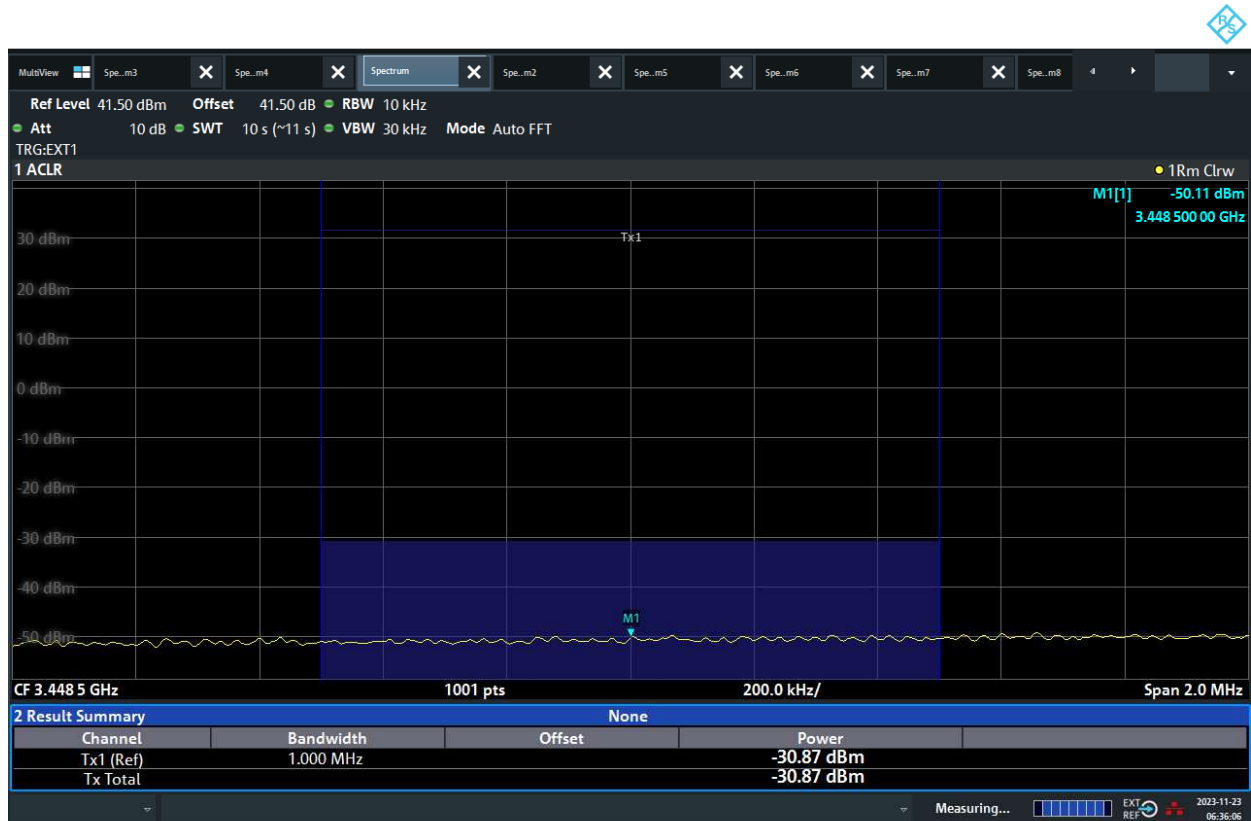 R&S
MultiView Spe..m3 Spe..m4 Spectrum Spe..m2 Spe..m5 Spe..m6 Spe..m7 Spe..m8
Ref Level 41.50 dBm Offset 41.50 dB RBW 10 kHz
Att 10 dB SWT 10 s (~11 s) VBW 30 kHz Mode Auto FFT
TRG:EXT1
1 ACLR 1Rm Clrw
M1[1] -50.11 dBm
3.448 500 00 GHz
30 dBm Tx1
20 dBm
10 dBm
0 dBm
-10 dBm
-20 dBm
-30 dBm
-40 dBm
M1
-50 dBm
CF 3.448 5 GHz 1001 pts 200.0 kHz/ Span 2.0 MHz
2 Result Summary None
Channel Bandwidth Offset Power
Tx1 (Ref) 1.000 MHz -30.87 dBm
Tx Total -30.87 dBm
Measuring... EXT REF 2023-11-23
06:36:06